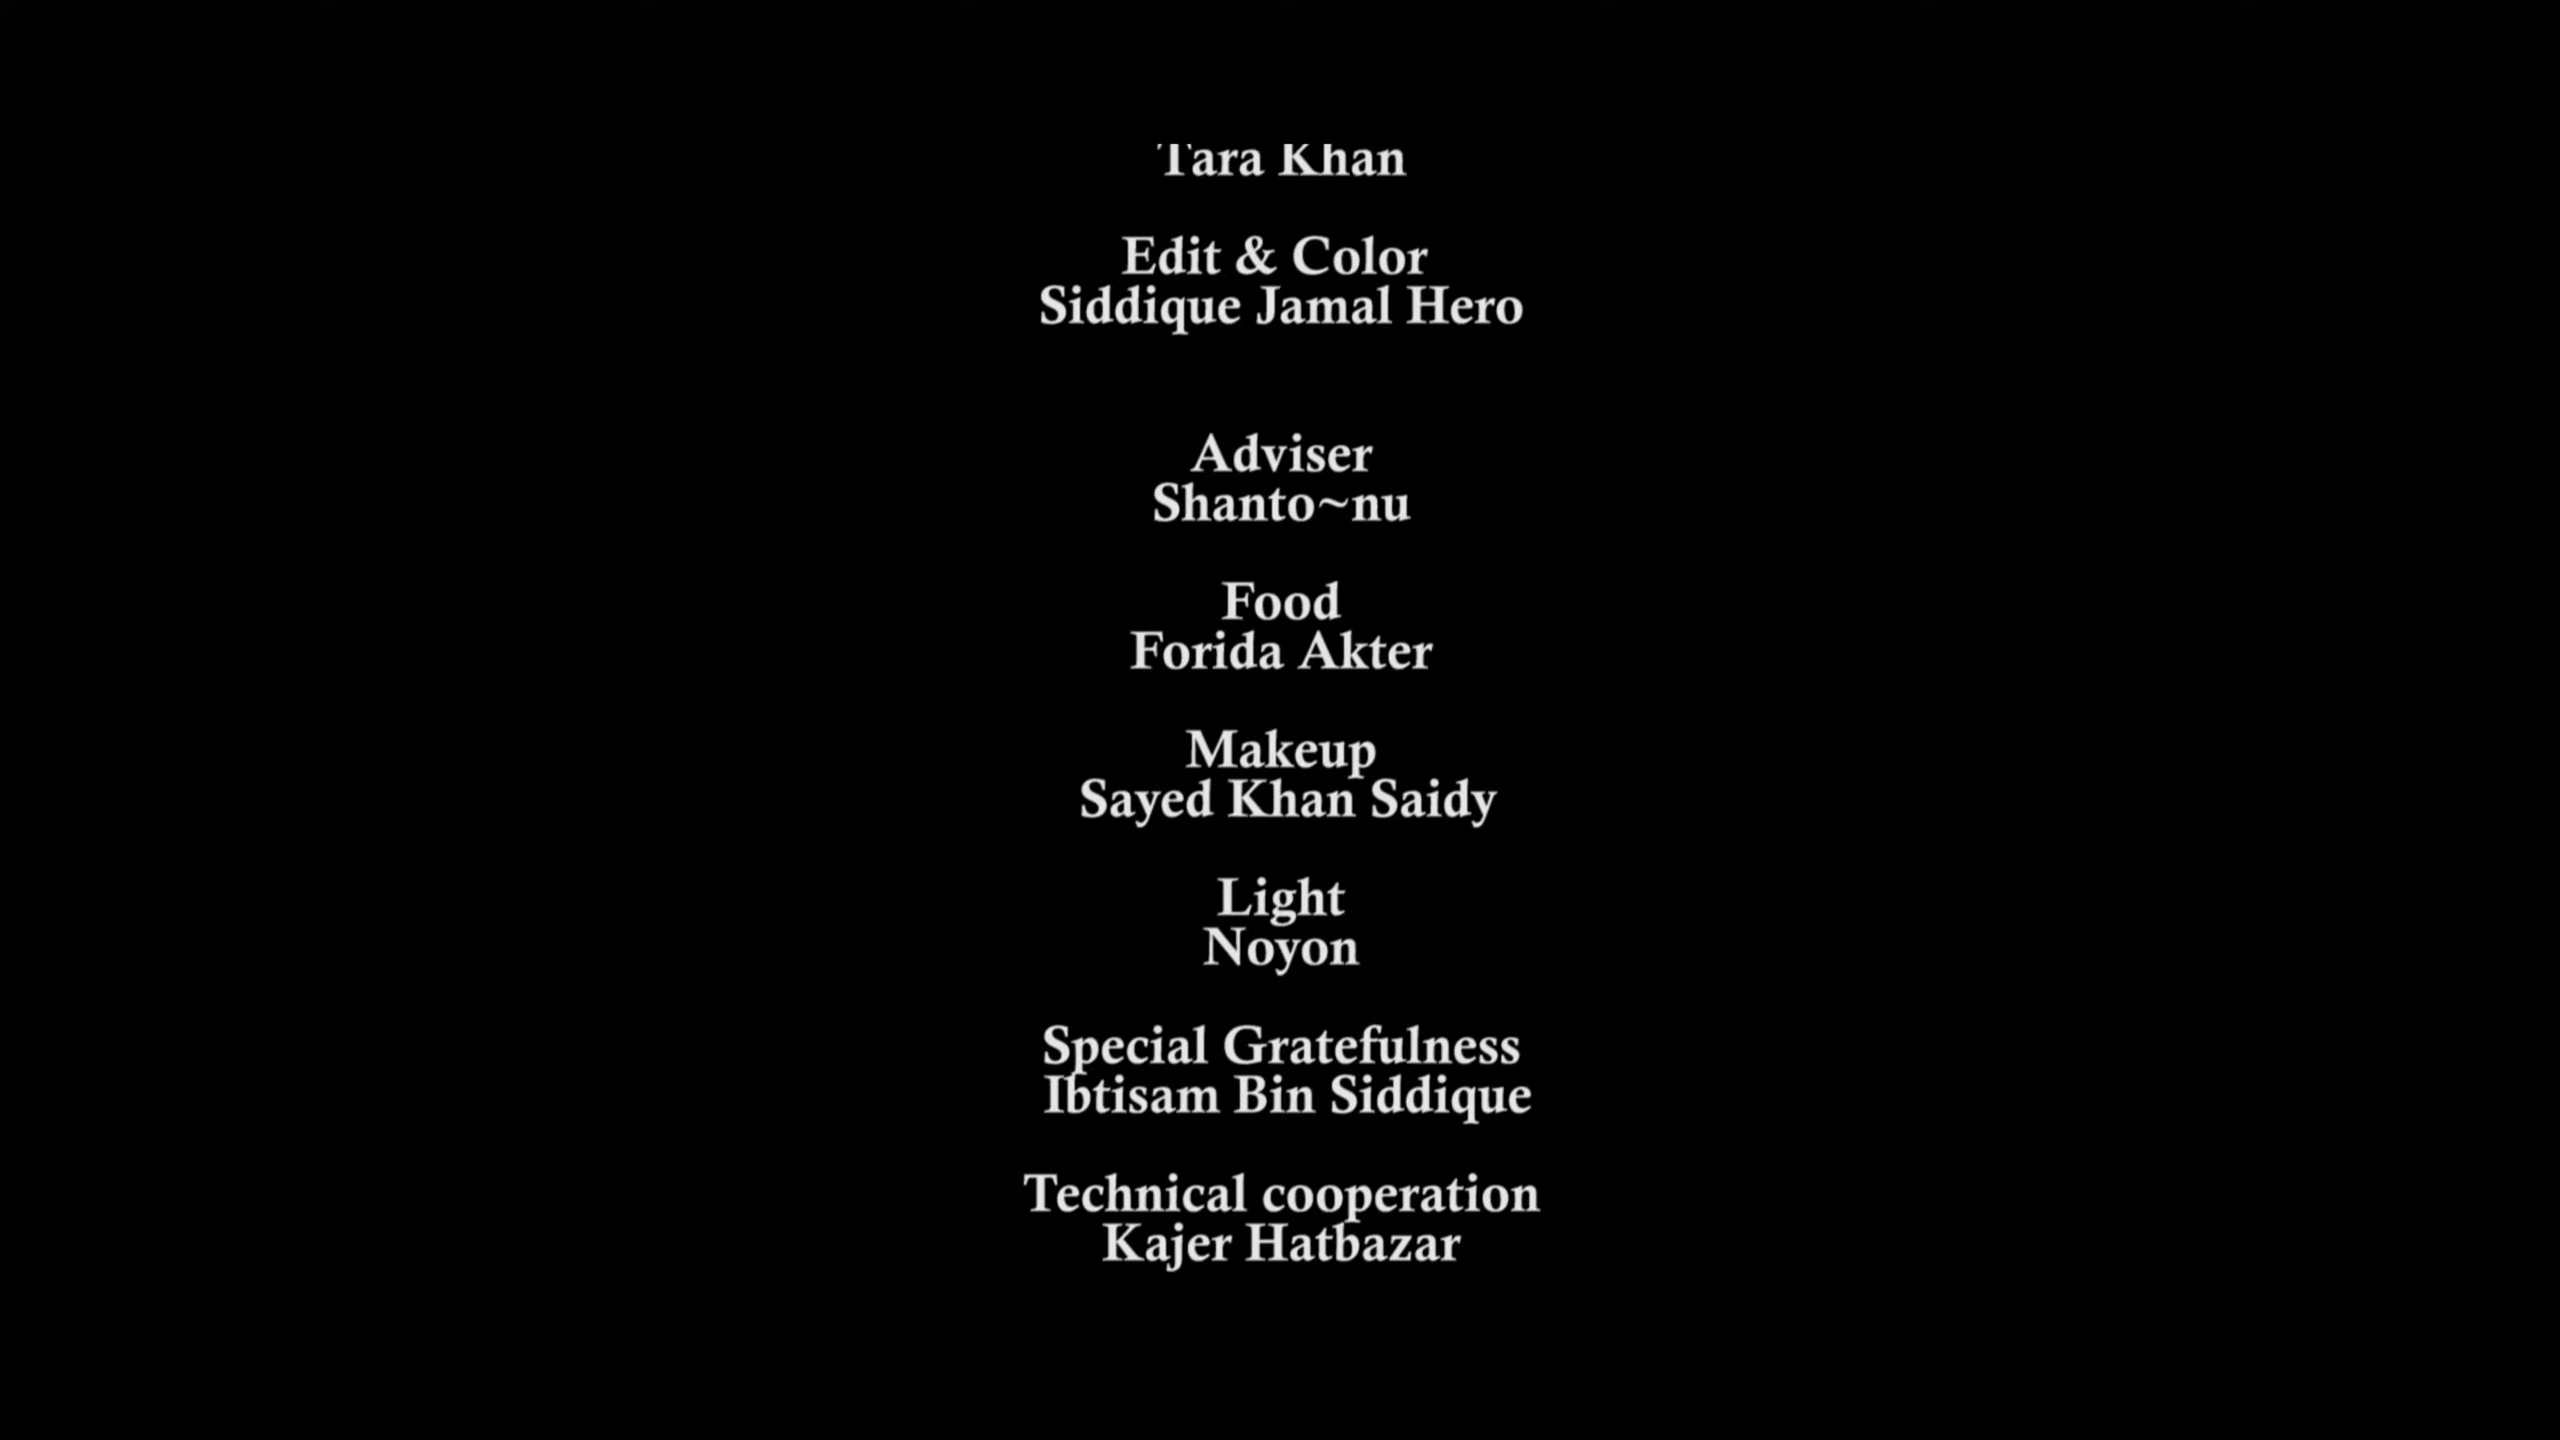 Tara Khan
Edit & Color
Siddique Jamal Hero
Adviser
Shanto~nu
Food
Forida Akter
Makeup
Sayed Khan Saidy
Light
Noyon
Special Gratefulness
Ibtisam Bin Siddique
Technical cooperation
Kajer Hatbazar